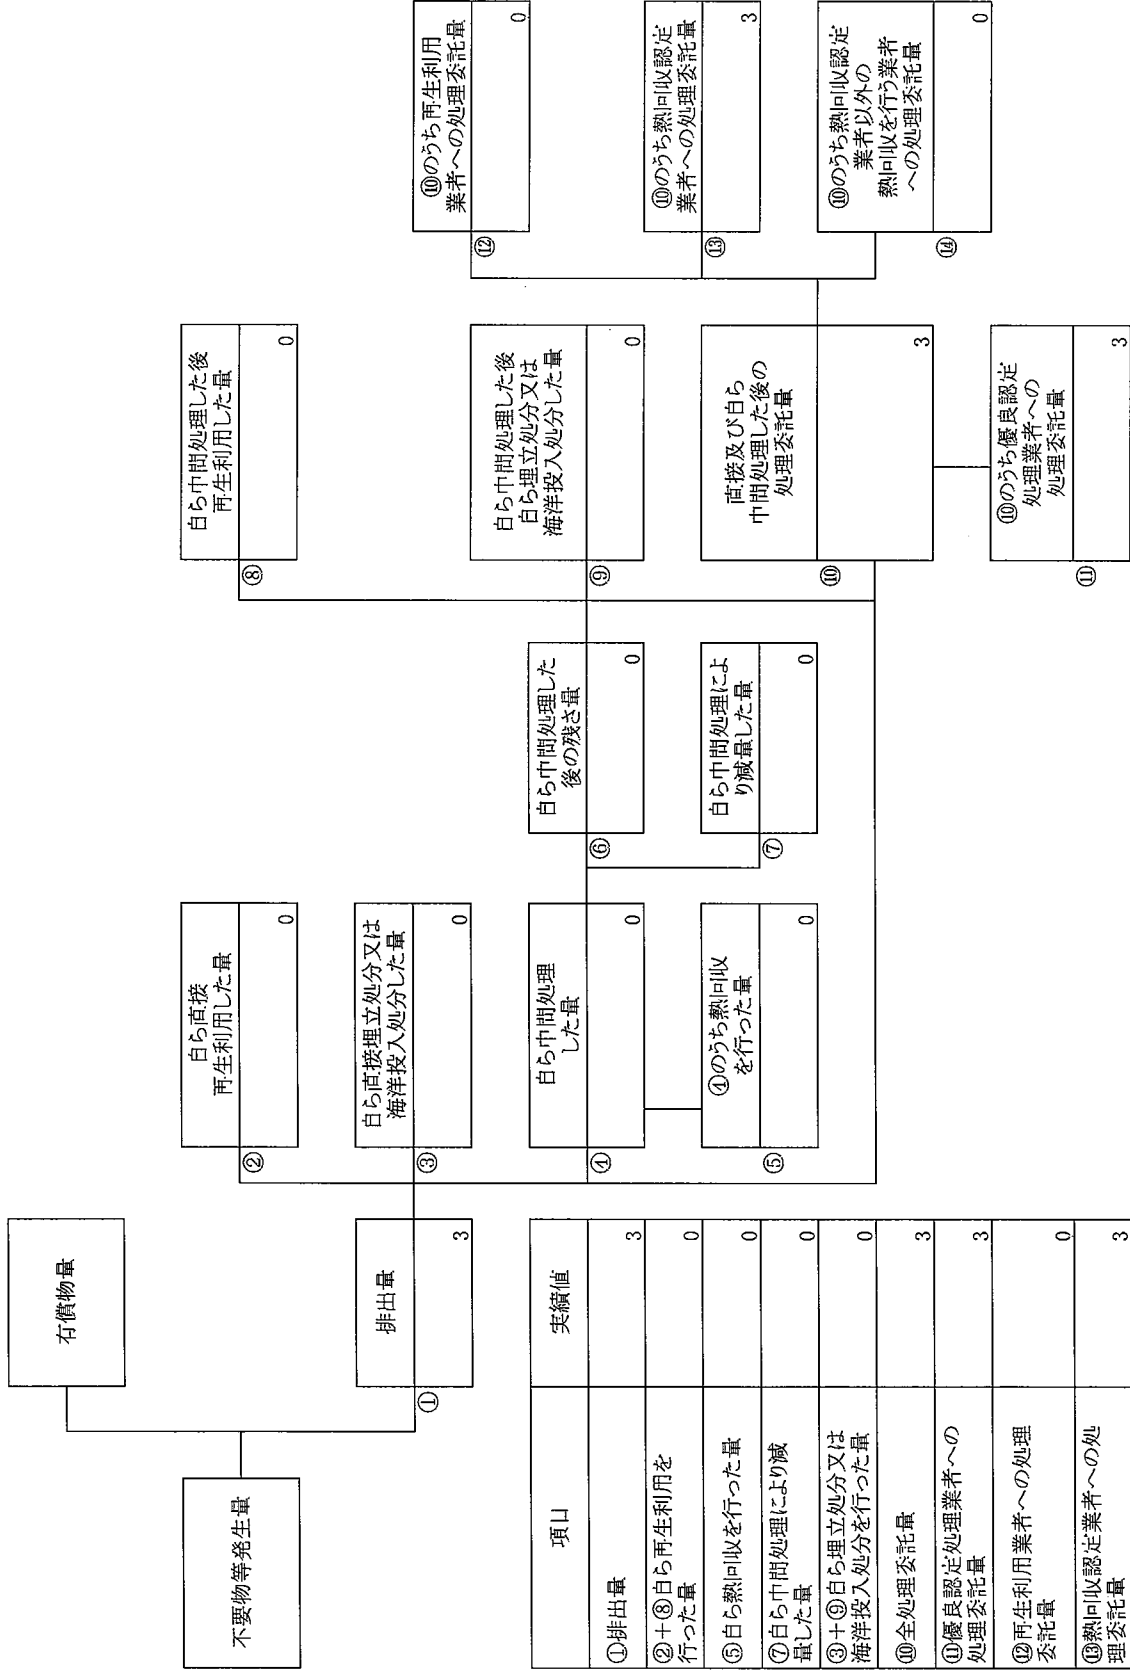 不要物等発生量
有償物量
①
排出量
3
②
自ら直接
再生利用した量
0
③
自ら直接埋立処分又は
海洋投入処分した量
0
④
自ら中間処理
した量
0
⑤
④のうち熱回収
を行った量
0
⑥
自ら中間処理した
後の残さ量
0
⑦
自ら中間処理によ
り減量した量
0
⑧
自ら中間処理した後
再生利用した量
0
⑨
自ら中間処理した後
自ら埋立処分又は
海洋投入処分した量
0
⑩
直接及び自ら
中間処理した後の
処理委託量
3
⑪
⑩のうち優良認定
処理業者への
処理委託量
3
⑫
⑩のうち再生利用
業者への処理委託量
0
⑬
⑩のうち熱回収認定
業者への処理委託量
3
⑭
⑩のうち熱回収認定
業者以外の
熱回収を行う業者
への処理委託量
0
項目 実績値
①排出量 3
②+⑧自ら再生利用を
行った量 0
⑤自ら熱回収を行った量 0
⑦自ら中間処理により減
量した量 0
③+⑨自ら埋立処分又は
海洋投入処分を行った量 0
⑩全処理委託量 3
⑪優良認定処理業者への
処理委託量 3
⑫再生利用業者への処理
委託量 0
⑬熱回収認定業者への処
理委託量 3